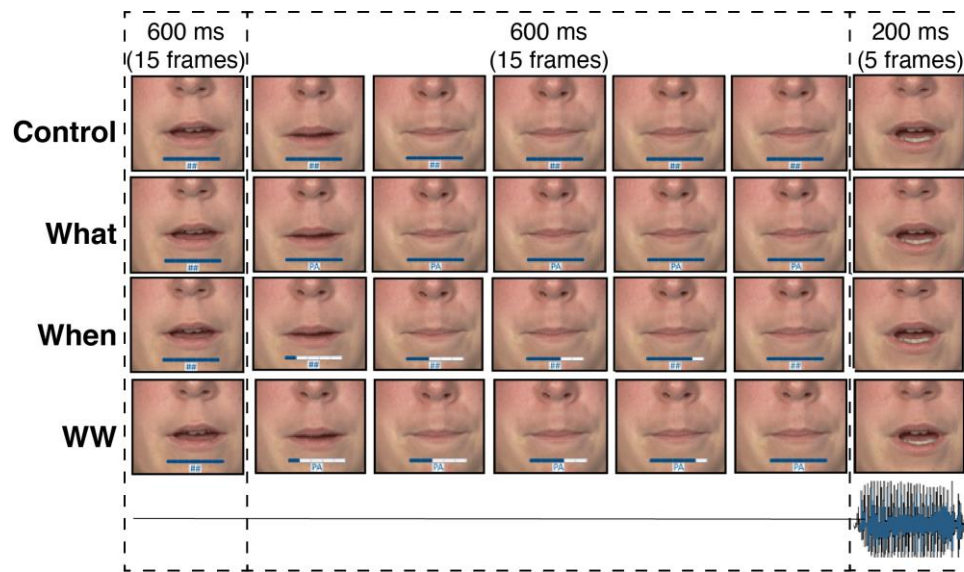 600 ms 600 ms 200 ms
(15 frames) (15 frames) (5 frames)
Control
## ## ## ## ## ##
What
## PA PA PA PA PA
When
## ## ## ## ## ##
WW
## PA PA PA PA PA